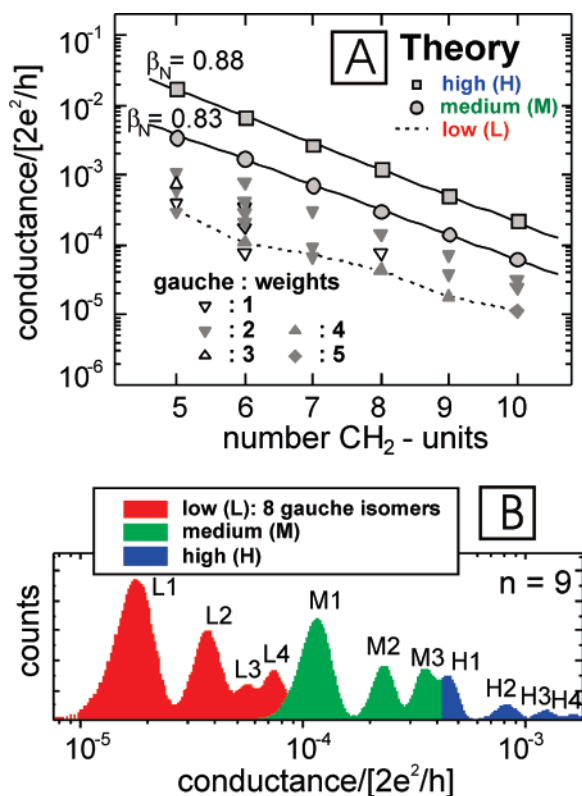 A
Theory
high (H)
medium (M)
low (L)
β_N = 0.88
β_N = 0.83
10⁻¹
10⁻²
10⁻³
10⁻⁴
10⁻⁵
10⁻⁶
conductance/[2e²/h]
gauche : weights
: 1
: 2
: 3
: 4
: 5
5 6 7 8 9 10
number CH₂ - units
B
low (L): 8 gauche isomers
medium (M)
high (H)
n = 9
counts
L1
L2
L3
L4
M1
M2
M3
H1
H2
H3
H4
10⁻⁵ 10⁻⁴ 10⁻³
conductance/[2e²/h]